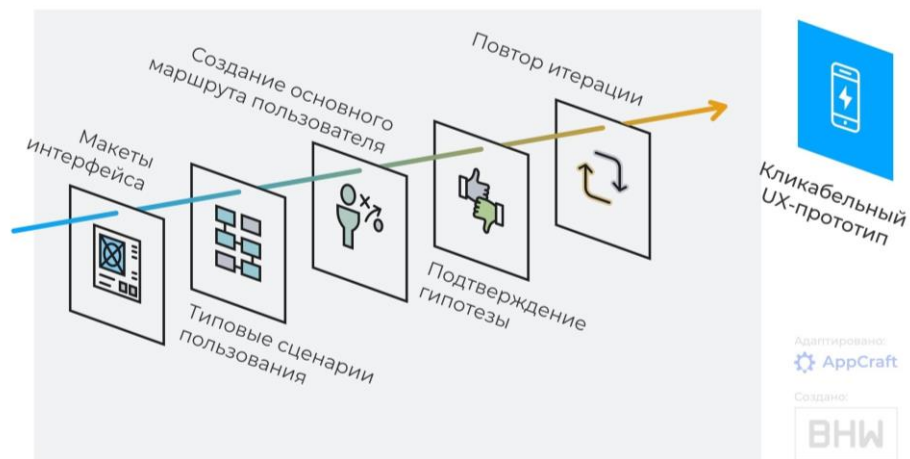 Макеты
интерфейса
Типовые сценарии
пользования
Создание основного
маршрута пользователя
Подтверждение
гипотезы
Повтор итерации
Кликабельный
UX-прототип
Адаптировано:
AppCraft
Создано:
BHW